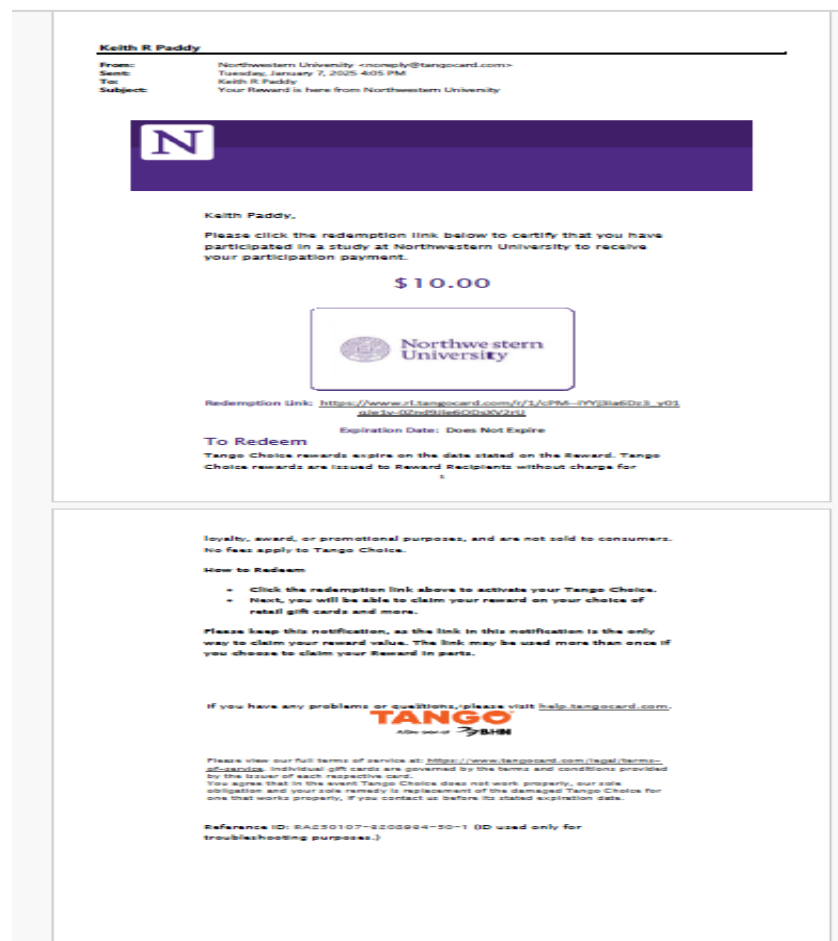 Keith R Paddy
From: Northwestern University <noreply@tangocard.com>
Sent: Tuesday, January 7, 2025 4:05 PM
To: Keith R Paddy
Subject: Your Reward is here from Northwestern University
N
Keith Paddy,
Please click the redemption link below to certify that you have
participated in a study at Northwestern University to receive
your participation payment.
$10.00
Northwestern
University
Redemption Link: https://www.rl.tangocard.com/r/1/
Expiration Date: Does Not Expire
To Redeem
Tango Choice rewards expire on the date stated on the Reward. Tango
Choice rewards are issued to Reward Recipients without charge for
1
loyalty, award, or promotional purposes, and are not sold to consumers.
No fees apply to Tango Choice.
How to Redeem
• Click the redemption link above to activate your Tango Choice.
• Next, you will be able to claim your reward on your choice of
retail gift cards and more.
Please keep this notification, as the link in this notification is the only
way to claim your reward value. The link may be used more than once if
you choose to claim your Reward in parts.
If you have any problems or questions, please visit help.tangocard.com.
TANGO
BHN
Please view our full terms of service at: https://www.tangocard.com/legal/terms-
of-service. Individual gift cards are governed by the terms and conditions provided
by the issuer of each respective card.
You agree that in the event Tango Choice does not work properly, our sole
obligation and your sole remedy is replacement of the damaged Tango Choice for
one that works properly, if you contact us before its stated expiration date.
Reference ID: (ID used only for
troubleshooting purposes.)